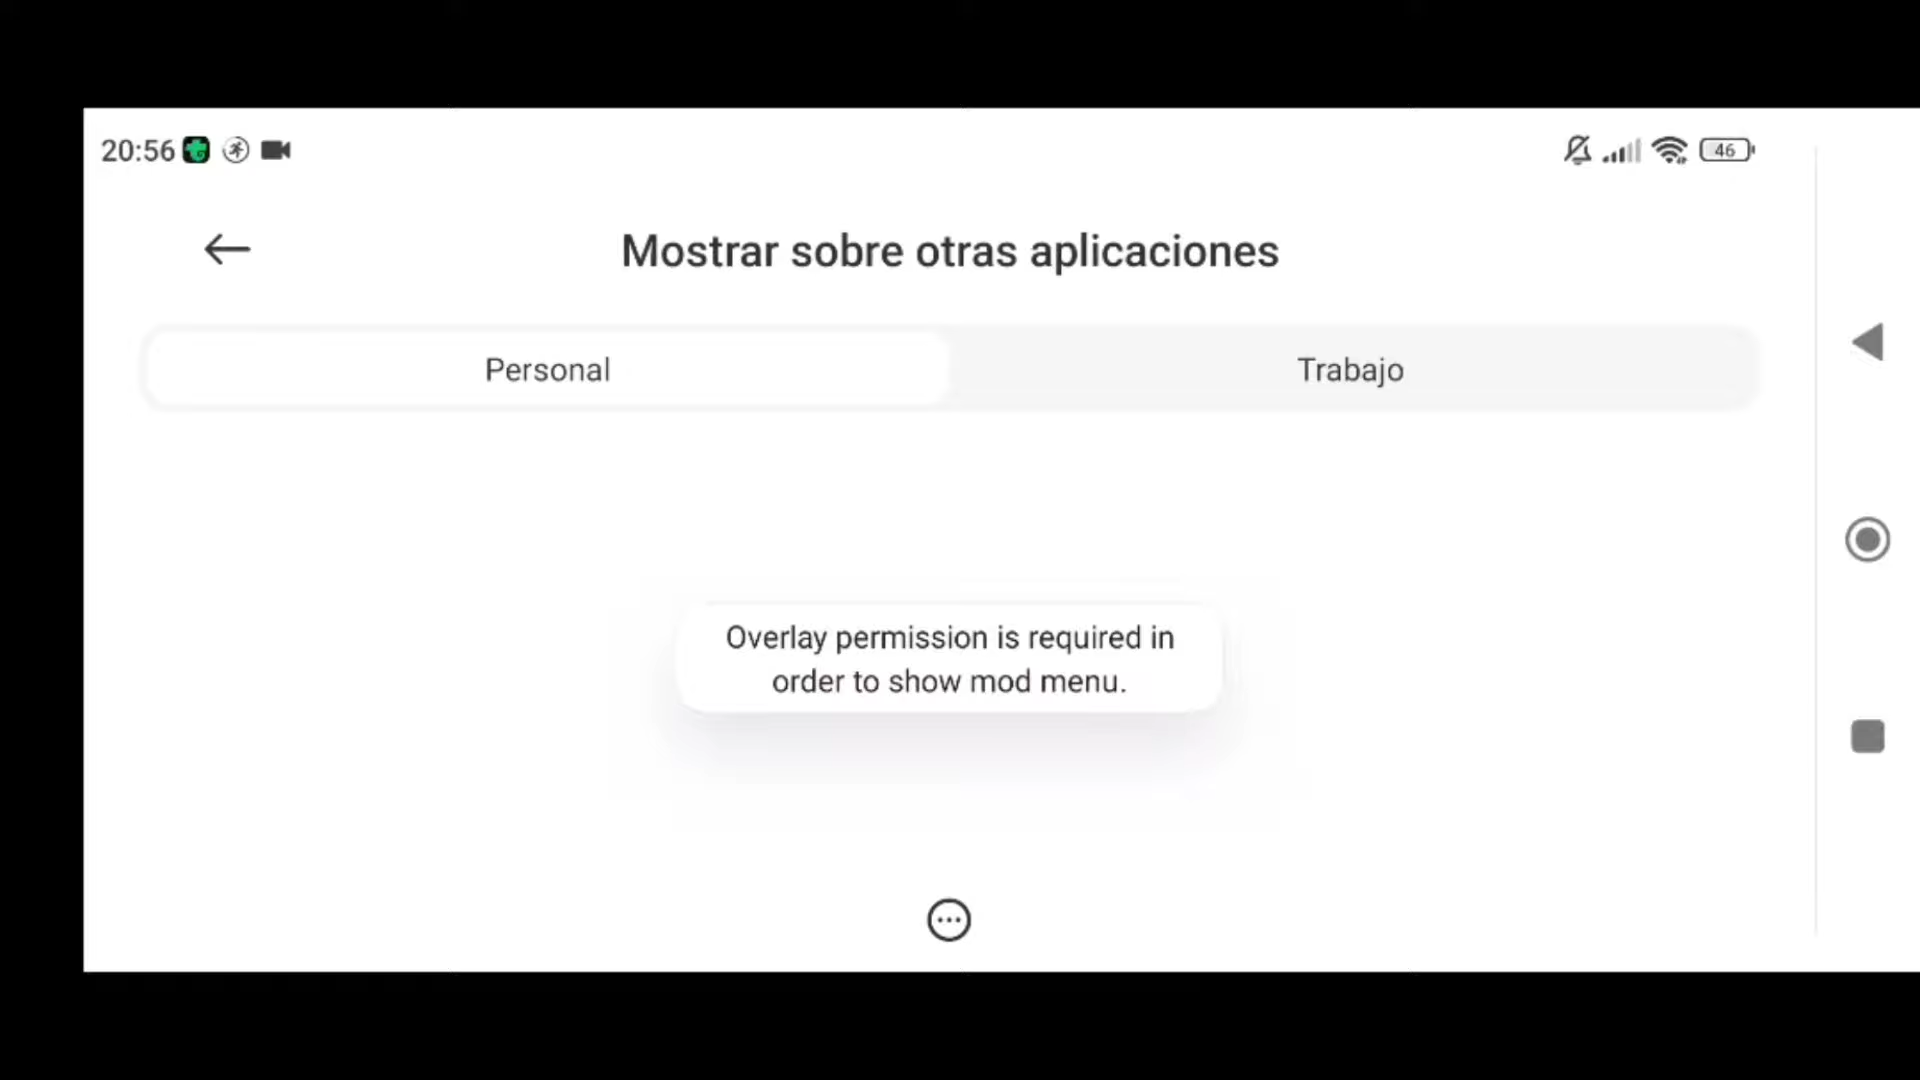 20:56
46
Mostrar sobre otras aplicaciones
Personal
Trabajo
Overlay permission is required in
order to show mod menu.